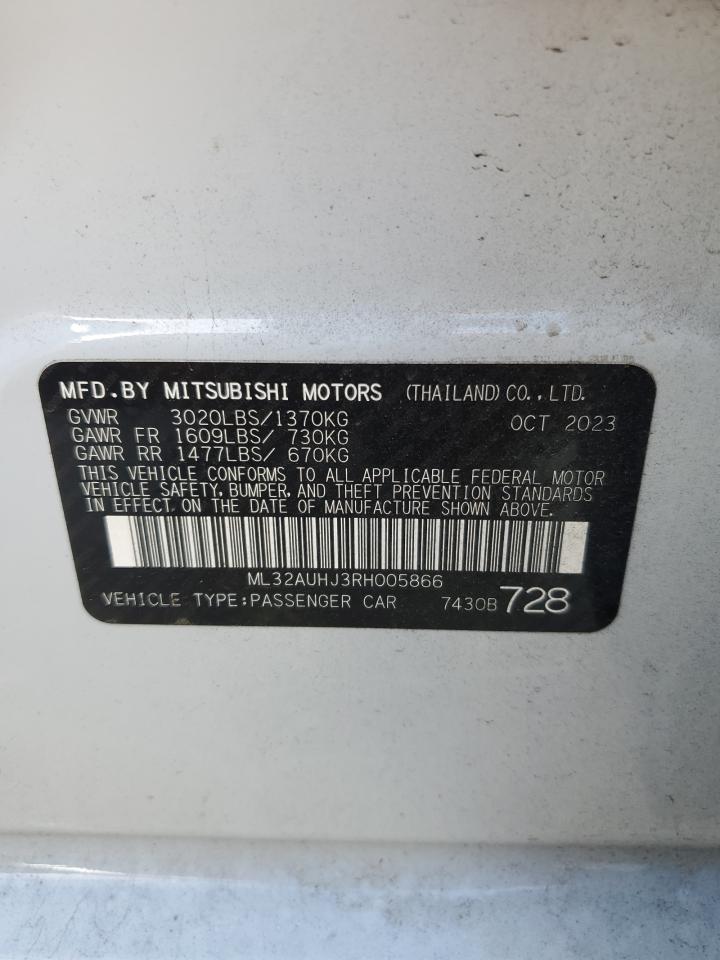 MFD.BY MITSUBISHI MOTORS (THAILAND) CO.,LTD.
GVWR 3020LBS/1370KG OCT 2023
GAWR FR 1609LBS/ 730KG
GAWR RR 1477LBS/ 670KG
THIS VEHICLE CONFORMS TO ALL APPLICABLE FEDERAL MOTOR
VEHICLE SAFETY, BUMPER, AND THEFT PREVENTION STANDARDS
IN EFFECT ON THE DATE OF MANUFACTURE SHOWN ABOVE.
ML32AUHJ3RH005866
VEHICLE TYPE:PASSENGER CAR 7430B 728